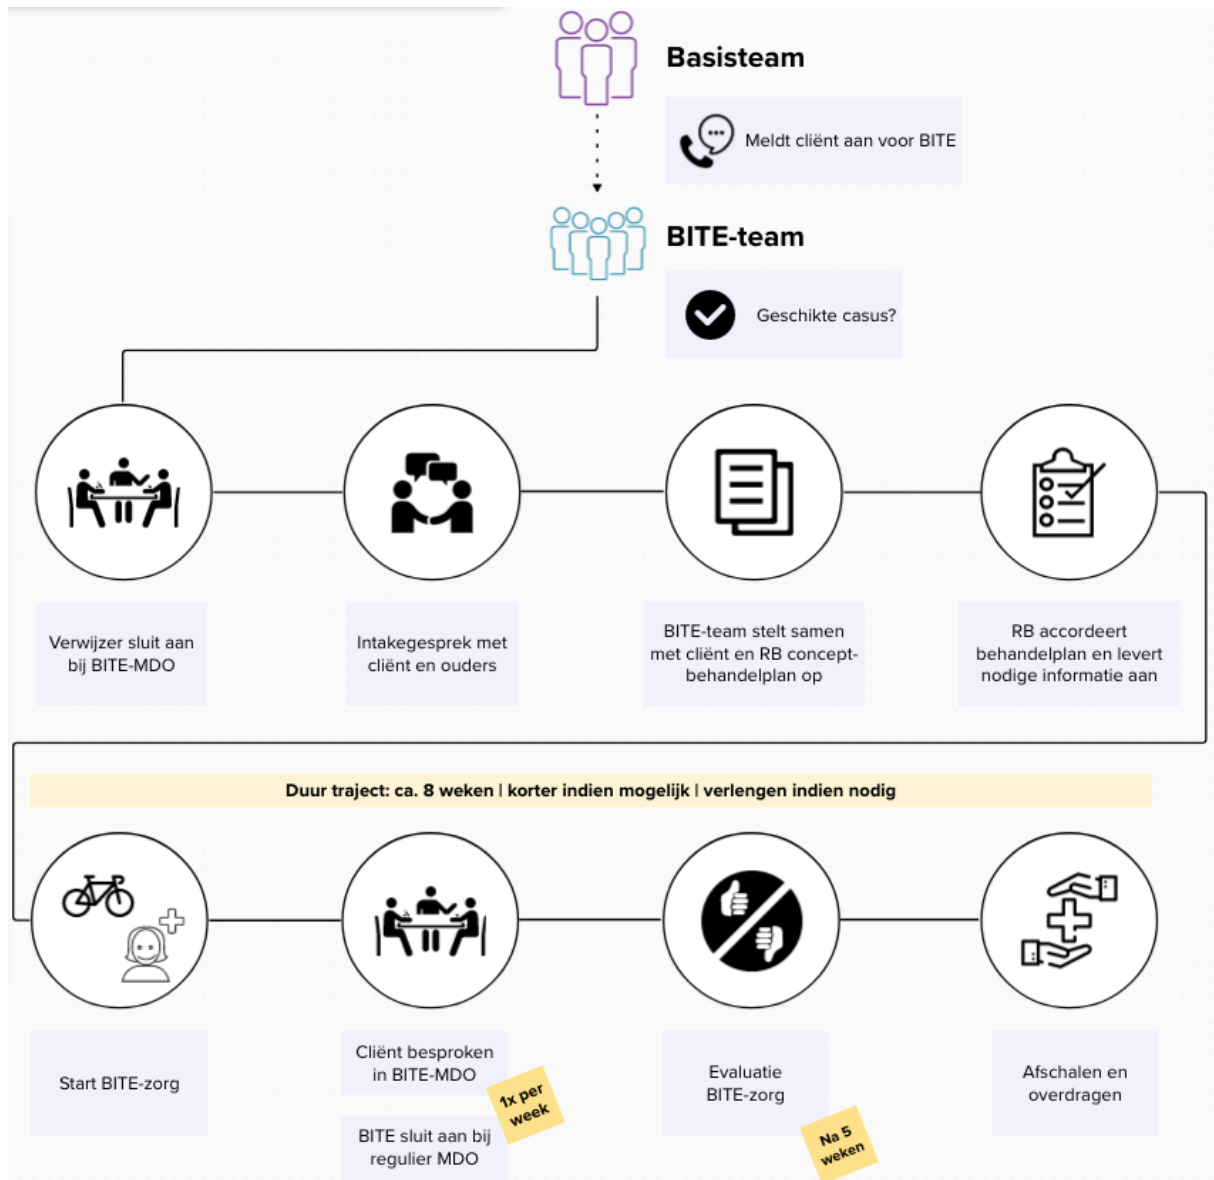 Basisteam
Meldt cliënt aan voor BITE
BITE-team
Geschikte casus?
Verwijzer sluit aan
bij BITE-MDO
Intakegesprek met
cliënt en ouders
BITE-team stelt samen
met cliënt en RB concept-
behandelplan op
RB accordeert
behandelplan en levert
nodige informatie aan
Duur traject: ca. 8 weken | korter indien mogelijk | verlengen indien nodig
Start BITE-zorg
Cliënt besproken
in BITE-MDO
1x per
week
BITE sluit aan bij
regulier MDO
Evaluatie
BITE-zorg
Na 5
weken
Afschalen en
overdragen